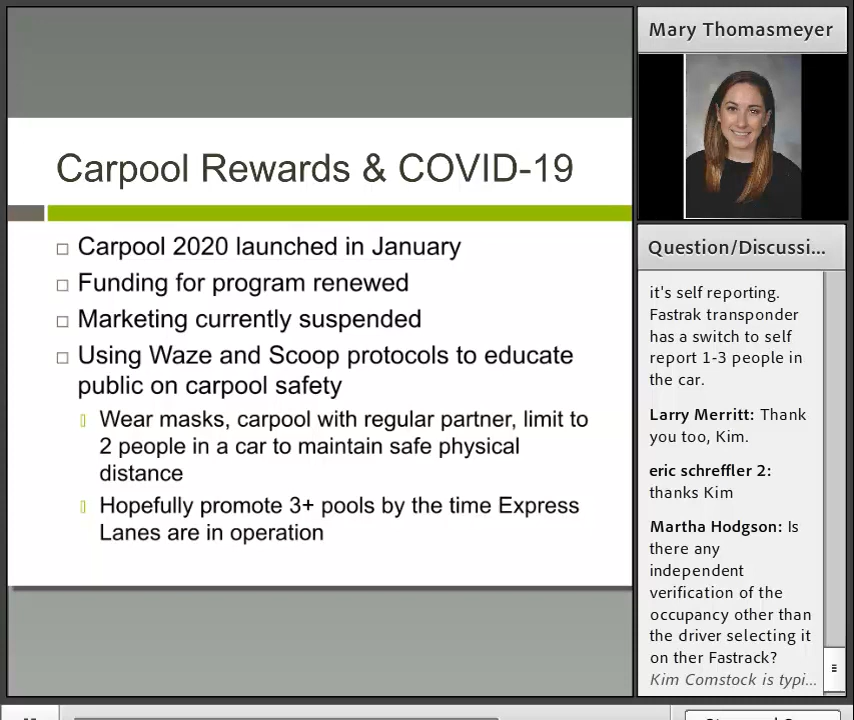 Mary Thomasmeyer
Carpool Rewards & COVID-19
Carpool 2020 launched in January
Funding for program renewed
Marketing currently suspended
Using Waze and Scoop protocols to educate
public on carpool safety
Wear masks, carpool with regular partner, limit to
2 people in a car to maintain safe physical
distance
Hopefully promote 3+ pools by the time Express
Lanes are in operation
Question/Discussi...
it's self reporting.
Fastrak transponder
has a switch to self
report 1-3 people in
the car.
Larry Merritt: Thank
you too, Kim.
eric schreffler 2:
thanks Kim
Martha Hodgson: Is
there any
independent
verification of the
occupancy other than
the driver selecting it
on ther Fastrack?
Kim Comstock is typi...